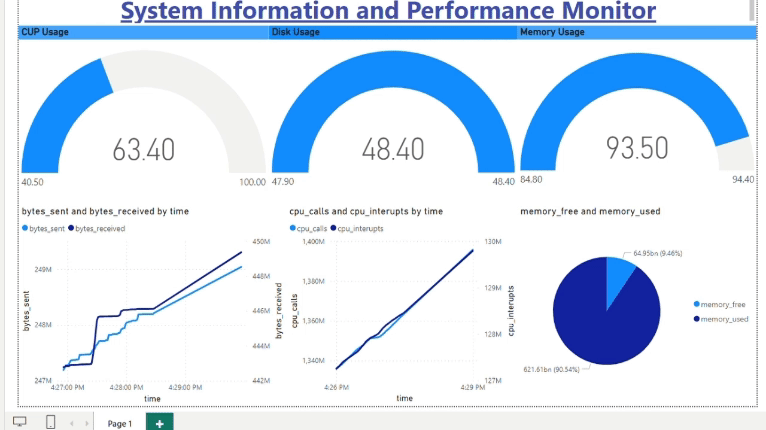 System Information and Performance Monitor
CUP Usage
Disk Usage
Memory Usage
63.40
40.50
100.00
48.40
47.90
48.40
93.50
84.80
94.40
bytes_sent and bytes_received by time
bytes_sent
bytes_received
249M
248M
247M
bytes_sent
450M
448M
446M
444M
442M
bytes_received
4:27:00 PM
4:28:00 PM
4:29:00 PM
time
cpu_calls and cpu_interupts by time
cpu_calls
cpu_interupts
1,400M
1,380M
1,360M
1,340M
cpu_calls
130M
129M
128M
127M
cpu_interupts
4:26 PM
4:29 PM
time
memory_free and memory_used
64.95bn (9.46%)
621.61bn (90.54%)
memory_free
memory_used
Page 1